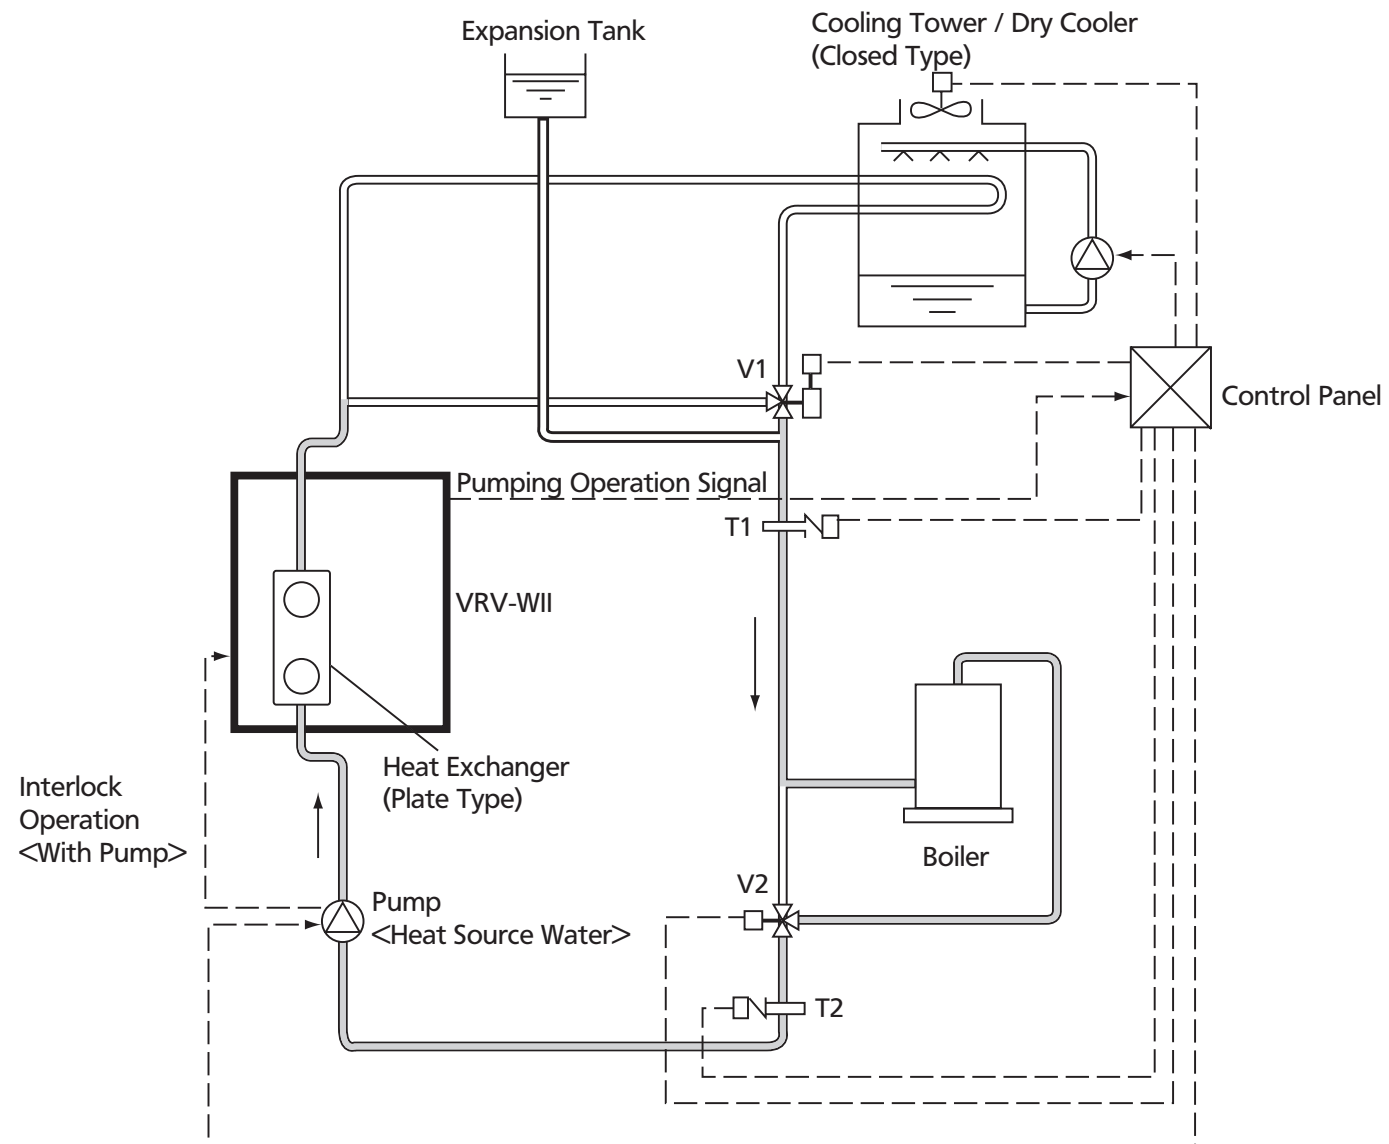 Expansion Tank
Cooling Tower / Dry Cooler
(Closed Type)
V1
Control Panel
Pumping Operation Signal
T1
VRV-WII
Heat Exchanger
(Plate Type)
Interlock
Operation
<With Pump>
Boiler
V2
Pump
<Heat Source Water>
T2